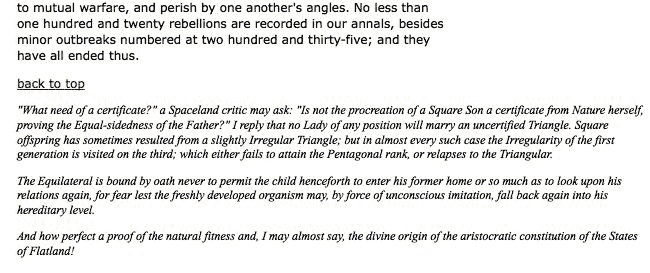 to mutual warfare, and perish by one another's angles. No less than
one hundred and twenty rebellions are recorded in our annals, besides
minor outbreaks numbered at two hundred and thirty-five; and they
have all ended thus.
back to top
"What need of a certificate?" a Spaceland critic may ask: "Is not the procreation of a Square Son a certificate from Nature herself,
proving the Equal-sidedness of the Father?" I reply that no Lady of any position will marry an uncertified Triangle. Square
offspring has sometimes resulted from a slightly Irregular Triangle; but in almost every such case the Irregularity of the first
generation is visited on the third; which either fails to attain the Pentagonal rank, or relapses to the Triangular.
The Equilateral is bound by oath never to permit the child henceforth to enter his former home or so much as to look upon his
relations again, for fear lest the freshly developed organism may, by force of unconscious imitation, fall back again into his
hereditary level.
And how perfect a proof of the natural fitness and, I may almost say, the divine origin of the aristocratic constitution of the States
of Flatland!